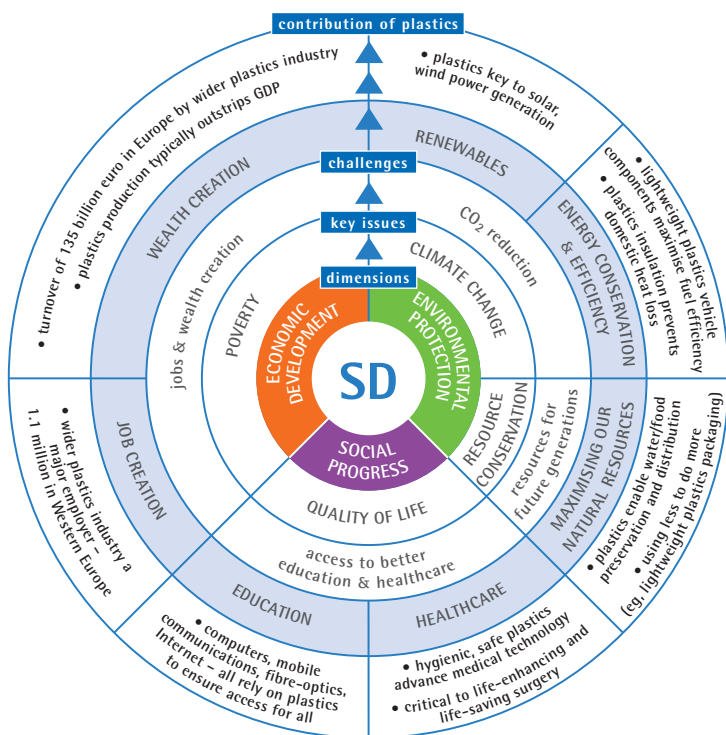 contribution of plastics
challenges
key issues
dimensions
SD
ECONOMIC
DEVELOPMENT
ENVIRONMENTAL
PROTECTION
SOCIAL
PROGRESS
POVERTY
CLIMATE CHANGE
RESOURCE
CONSERVATION
QUALITY OF LIFE
jobs & wealth creation
CO₂ reduction
resources for
future generations
access to better
education & healthcare
WEALTH CREATION
RENEWABLES
ENERGY CONSERVATION
& EFFICIENCY
MAXIMISING OUR
NATURAL RESOURCES
HEALTHCARE
EDUCATION
JOB CREATION
• turnover of 135 billion euro in Europe by wider plastics industry
• plastics production typically outstrips GDP
• plastics key to solar,
wind power generation
• lightweight plastics vehicle
components maximise fuel efficiency
• plastics insulation prevents
domestic heat loss
• plastics enable water/food
preservation and distribution
• using less to do more
(eg, lightweight plastics packaging)
• hygienic, safe plastics
advance medical technology
• critical to life-enhancing and
life-saving surgery
• computers, mobile
communications, fibre-optics,
Internet – all rely on plastics
to ensure access for all
• wider plastics industry a
major employer –
1.1 million in Western Europe